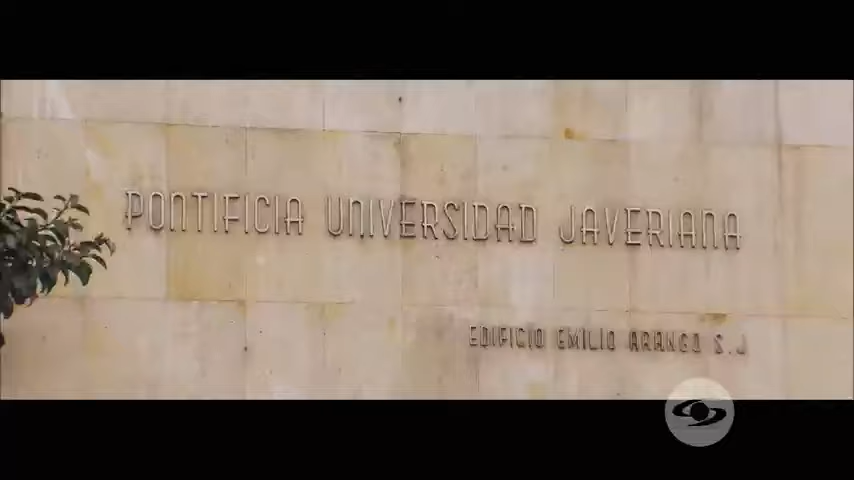 PONTIFICIA UNIVERSIDAD JAVERIANA
EDIFICIO EMILIO ARANGO S.J